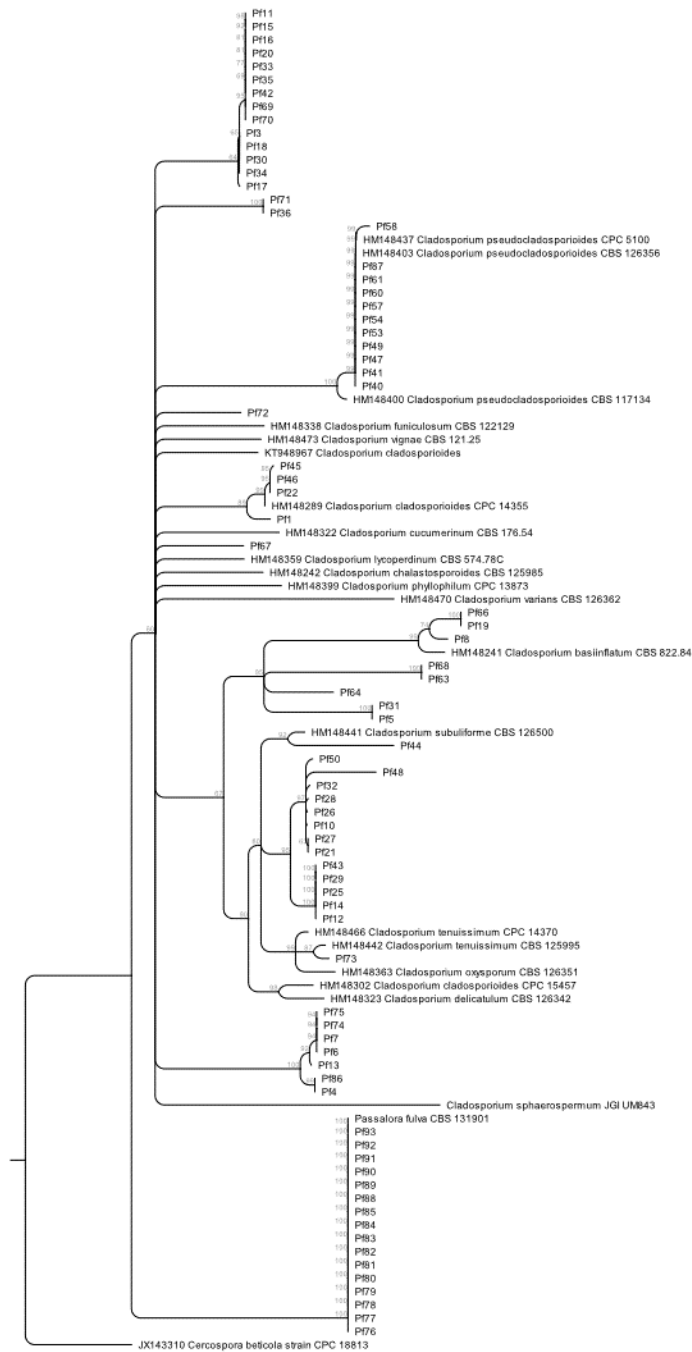 Pf11
Pf15
Pf16
Pf20
Pf33
Pf35
Pf42
Pf69
Pf70
Pf3
Pf18
Pf30
Pf34
Pf17
Pf71
Pf36
Pf58
HM148437 Cladosporium pseudocladosporioides CPC 5100
HM148403 Cladosporium pseudocladosporioides CBS 126356
Pf87
Pf61
Pf60
Pf57
Pf54
Pf53
Pf49
Pf47
Pf41
Pf40
HM148400 Cladosporium pseudocladosporioides CBS 117134
Pf72
HM148338 Cladosporium funiculosum CBS 122129
HM148473 Cladosporium vignae CBS 121.25
KT948967 Cladosporium cladosporioides
Pf45
Pf46
Pf22
HM148289 Cladosporium cladosporioides CPC 14355
Pf1
HM148322 Cladosporium cucumerinum CBS 176.54
Pf67
HM148359 Cladosporium lycoperdinum CBS 574.78C
HM148242 Cladosporium chalastosporoides CBS 125985
HM148399 Cladosporium phyllophilum CPC 13873
HM148470 Cladosporium varians CBS 126362
Pf66
Pf19
Pf8
HM148241 Cladosporium basiinflatum CBS 822.84
Pf68
Pf63
Pf64
Pf31
Pf5
HM148441 Cladosporium subuliforme CBS 126500
Pf44
Pf50
Pf48
Pf32
Pf28
Pf26
Pf10
Pf27
Pf21
Pf43
Pf29
Pf25
Pf14
Pf12
HM148466 Cladosporium tenuissimum CPC 14370
HM148442 Cladosporium tenuissimum CBS 125995
Pf73
HM148363 Cladosporium oxysporum CBS 126351
HM148302 Cladosporium cladosporioides CPC 15457
HM148323 Cladosporium delicatulum CBS 126342
Pf75
Pf74
Pf7
Pf6
Pf13
Pf86
Pf4
Cladosporium sphaerospermum JGI UM843
Passalora fulva CBS 131901
Pf93
Pf92
Pf91
Pf90
Pf89
Pf88
Pf85
Pf84
Pf83
Pf82
Pf81
Pf80
Pf79
Pf78
Pf77
Pf76
JX143310 Cercospora beticola strain CPC 18813